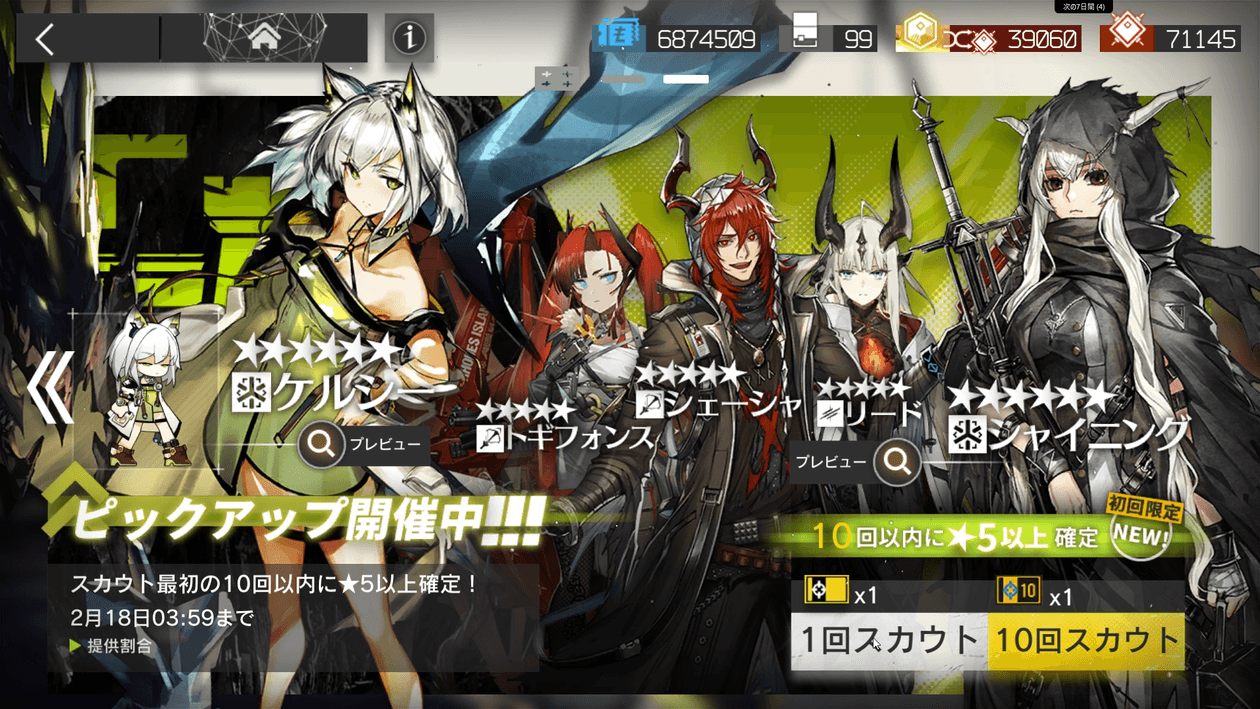 次の7日間 (4)
6874509
99
39060
71145
★★★★★★
ケルシー
プレビュー
★★★★★
トギフォンス
★★★★★
シェーシャ
★★★★★
リード
プレビュー
★★★★★★
シャイニング
ピックアップ開催中!!!
スカウト最初の10回以内に★5以上確定！
2月18日03:59まで
▶提供割合
初回限定
NEW!
10回以内に★5以上確定
x1
10 x1
1回スカウト
10回スカウト